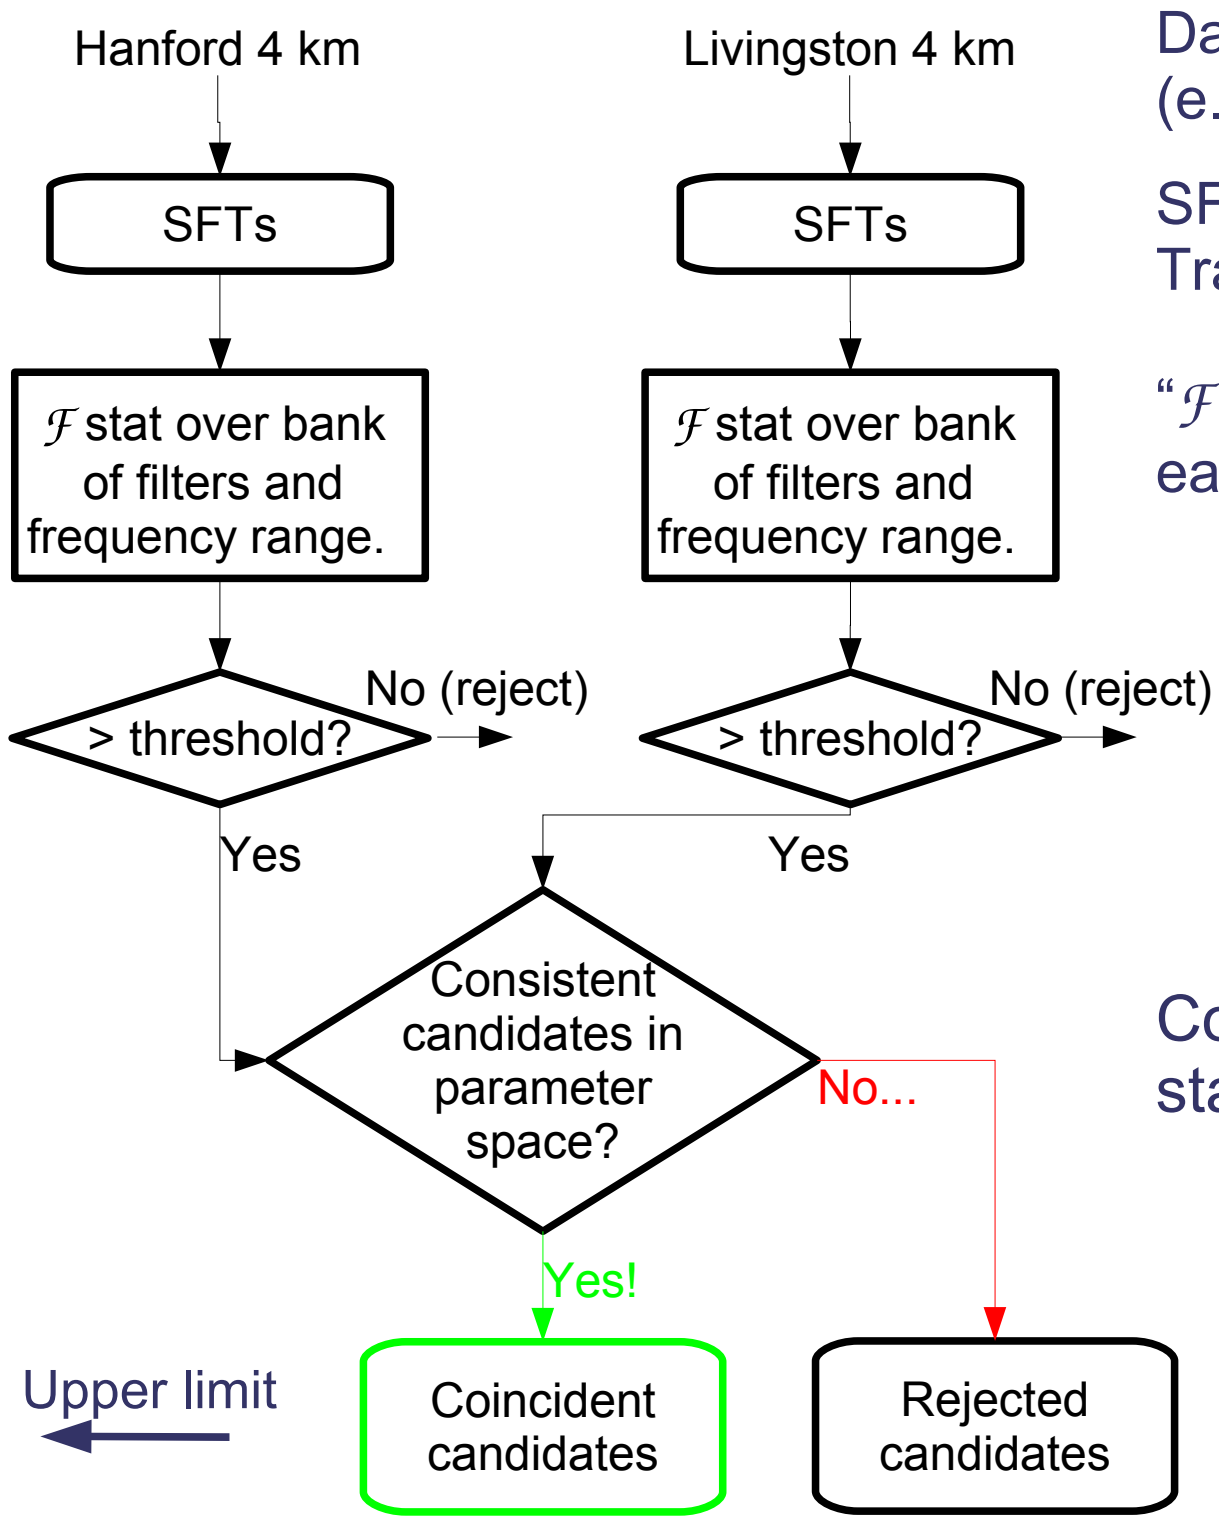 Hanford 4 km
Livingston 4 km
SFTs
SFTs
ℱ stat over bank
of filters and
frequency range.
ℱ stat over bank
of filters and
frequency range.
> threshold?
No (reject)
> threshold?
No (reject)
Yes
Yes
Consistent
candidates in
parameter
space?
No...
Yes!
Upper limit
Coincident
candidates
Rejected
candidates
(e.
“ℱ